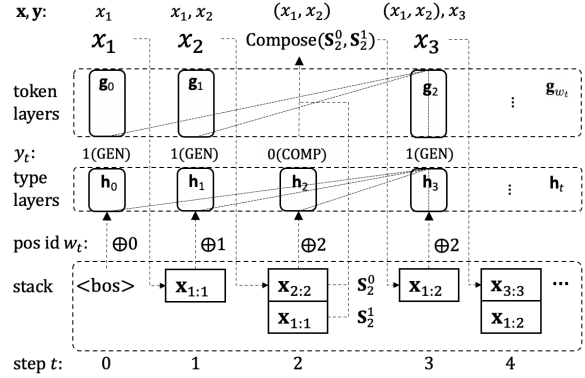 𝐱, 𝐲: x₁ x₁, x₂ (x₁, x₂) (x₁, x₂), x₃
x₁ x₂ Compose(𝐒₂⁰, 𝐒₂¹) x₃
token layers 𝐠₀ 𝐠₁ 𝐠₂ ⋮ 𝐠_{w_t}
y_t: 1(GEN) 1(GEN) 0(COMP) 1(GEN)
type layers 𝐡₀ 𝐡₁ 𝐡₂ 𝐡₃ ⋮ 𝐡_t
pos id w_t: ⊕0 ⊕1 ⊕2 ⊕2
stack <bos> 𝐱₁:₁ 𝐱₂:₂ 𝐒₂⁰ 𝐱₁:₂ 𝐱₃:₃ ⋯
𝐱₁:₁ 𝐒₂¹ 𝐱₁:₂
step t: 0 1 2 3 4